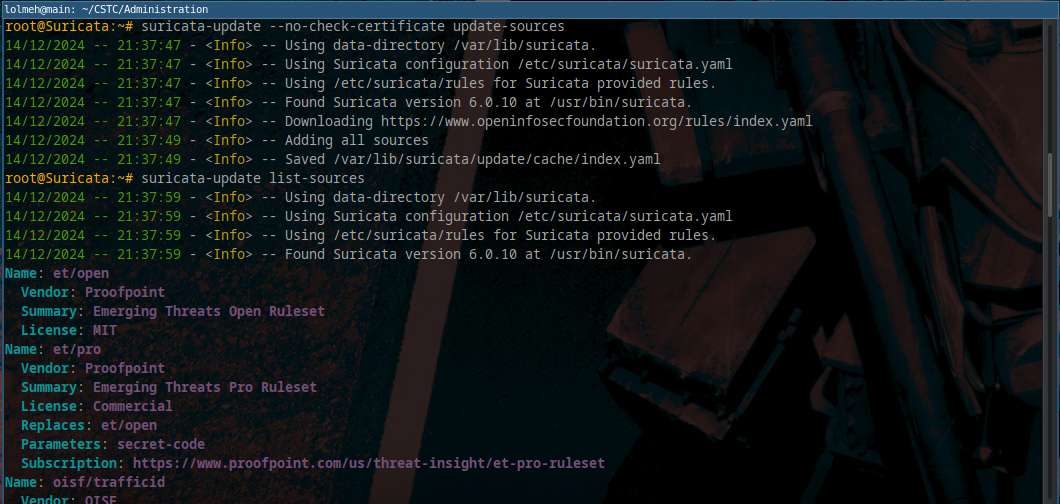 lolmeh@main: ~/CSTC/Administration
root@Suricata:~# suricata-update --no-check-certificate update-sources
14/12/2024 -- 21:37:47 - <Info> -- Using data-directory /var/lib/suricata.
14/12/2024 -- 21:37:47 - <Info> -- Using Suricata configuration /etc/suricata/suricata.yaml
14/12/2024 -- 21:37:47 - <Info> -- Using /etc/suricata/rules for Suricata provided rules.
14/12/2024 -- 21:37:47 - <Info> -- Found Suricata version 6.0.10 at /usr/bin/suricata.
14/12/2024 -- 21:37:47 - <Info> -- Downloading https://www.openinfosecfoundation.org/rules/index.yaml
14/12/2024 -- 21:37:49 - <Info> -- Adding all sources
14/12/2024 -- 21:37:49 - <Info> -- Saved /var/lib/suricata/update/cache/index.yaml
root@Suricata:~# suricata-update list-sources
14/12/2024 -- 21:37:59 - <Info> -- Using data-directory /var/lib/suricata.
14/12/2024 -- 21:37:59 - <Info> -- Using Suricata configuration /etc/suricata/suricata.yaml
14/12/2024 -- 21:37:59 - <Info> -- Using /etc/suricata/rules for Suricata provided rules.
14/12/2024 -- 21:37:59 - <Info> -- Found Suricata version 6.0.10 at /usr/bin/suricata.
Name: et/open
Vendor: Proofpoint
Summary: Emerging Threats Open Ruleset
License: MIT
Name: et/pro
Vendor: Proofpoint
Summary: Emerging Threats Pro Ruleset
License: Commercial
Replaces: et/open
Parameters: secret-code
Subscription: https://www.proofpoint.com/us/threat-insight/et-pro-ruleset
Name: oisf/trafficid
Vendor: OISF